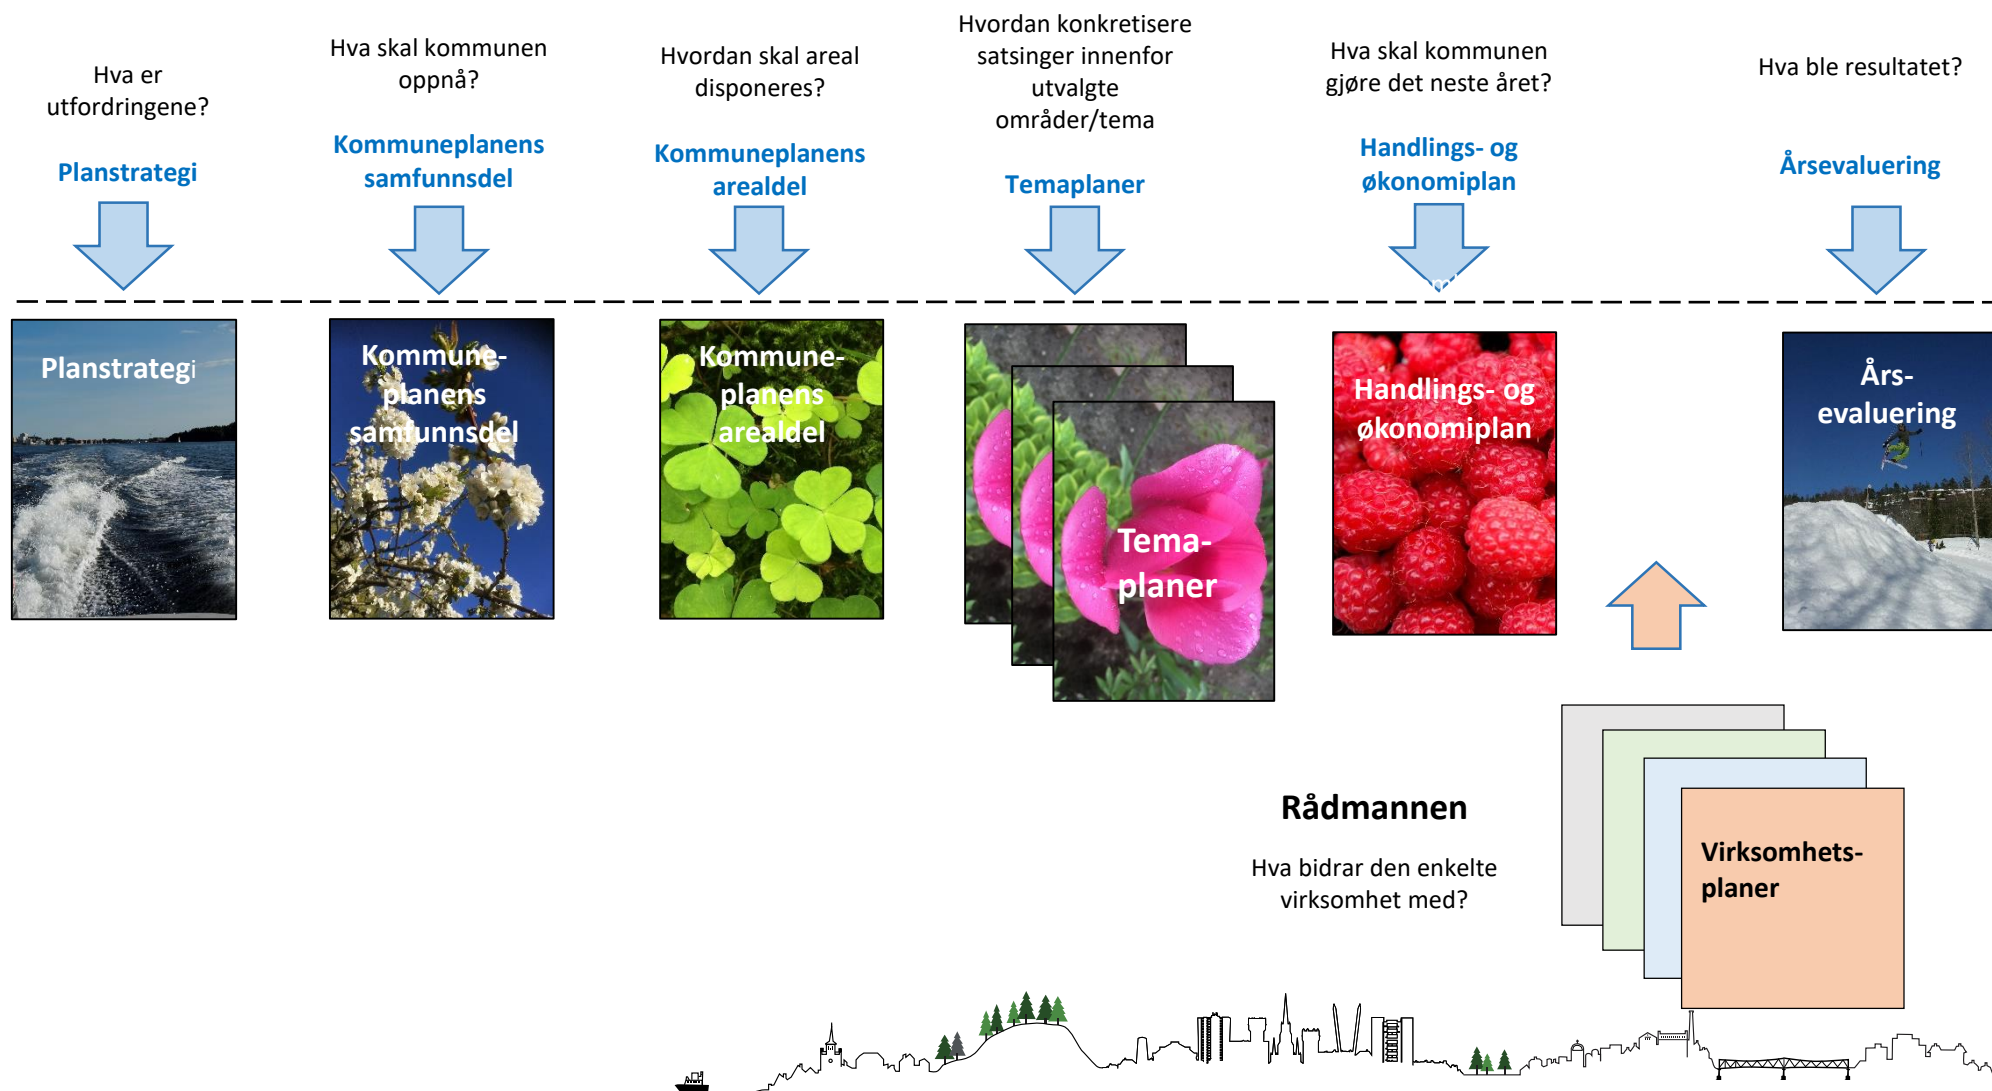 Hva er
utfordringene?
Planstrategi
Hva skal kommunen
oppnå?
Kommuneplanens
samfunnsdel
Hvordan skal areal
disponeres?
Kommuneplanens
arealdel
Hvordan konkretisere
satsinger innenfor
utvalgte
områder/tema
Temaplaner
Hva skal kommunen
gjøre det neste året?
Handlings- og
økonomiplan
Hva ble resultatet?
Årsevaluering
Planstrategi
Kommune-
planens
samfunnsdel
Kommune-
planens
arealdel
Tema-
planer
Handlings- og
økonomiplan
Års-
evaluering
Rådmannen
Hva bidrar den enkelte
virksomhet med?
Virksomhets-
planer